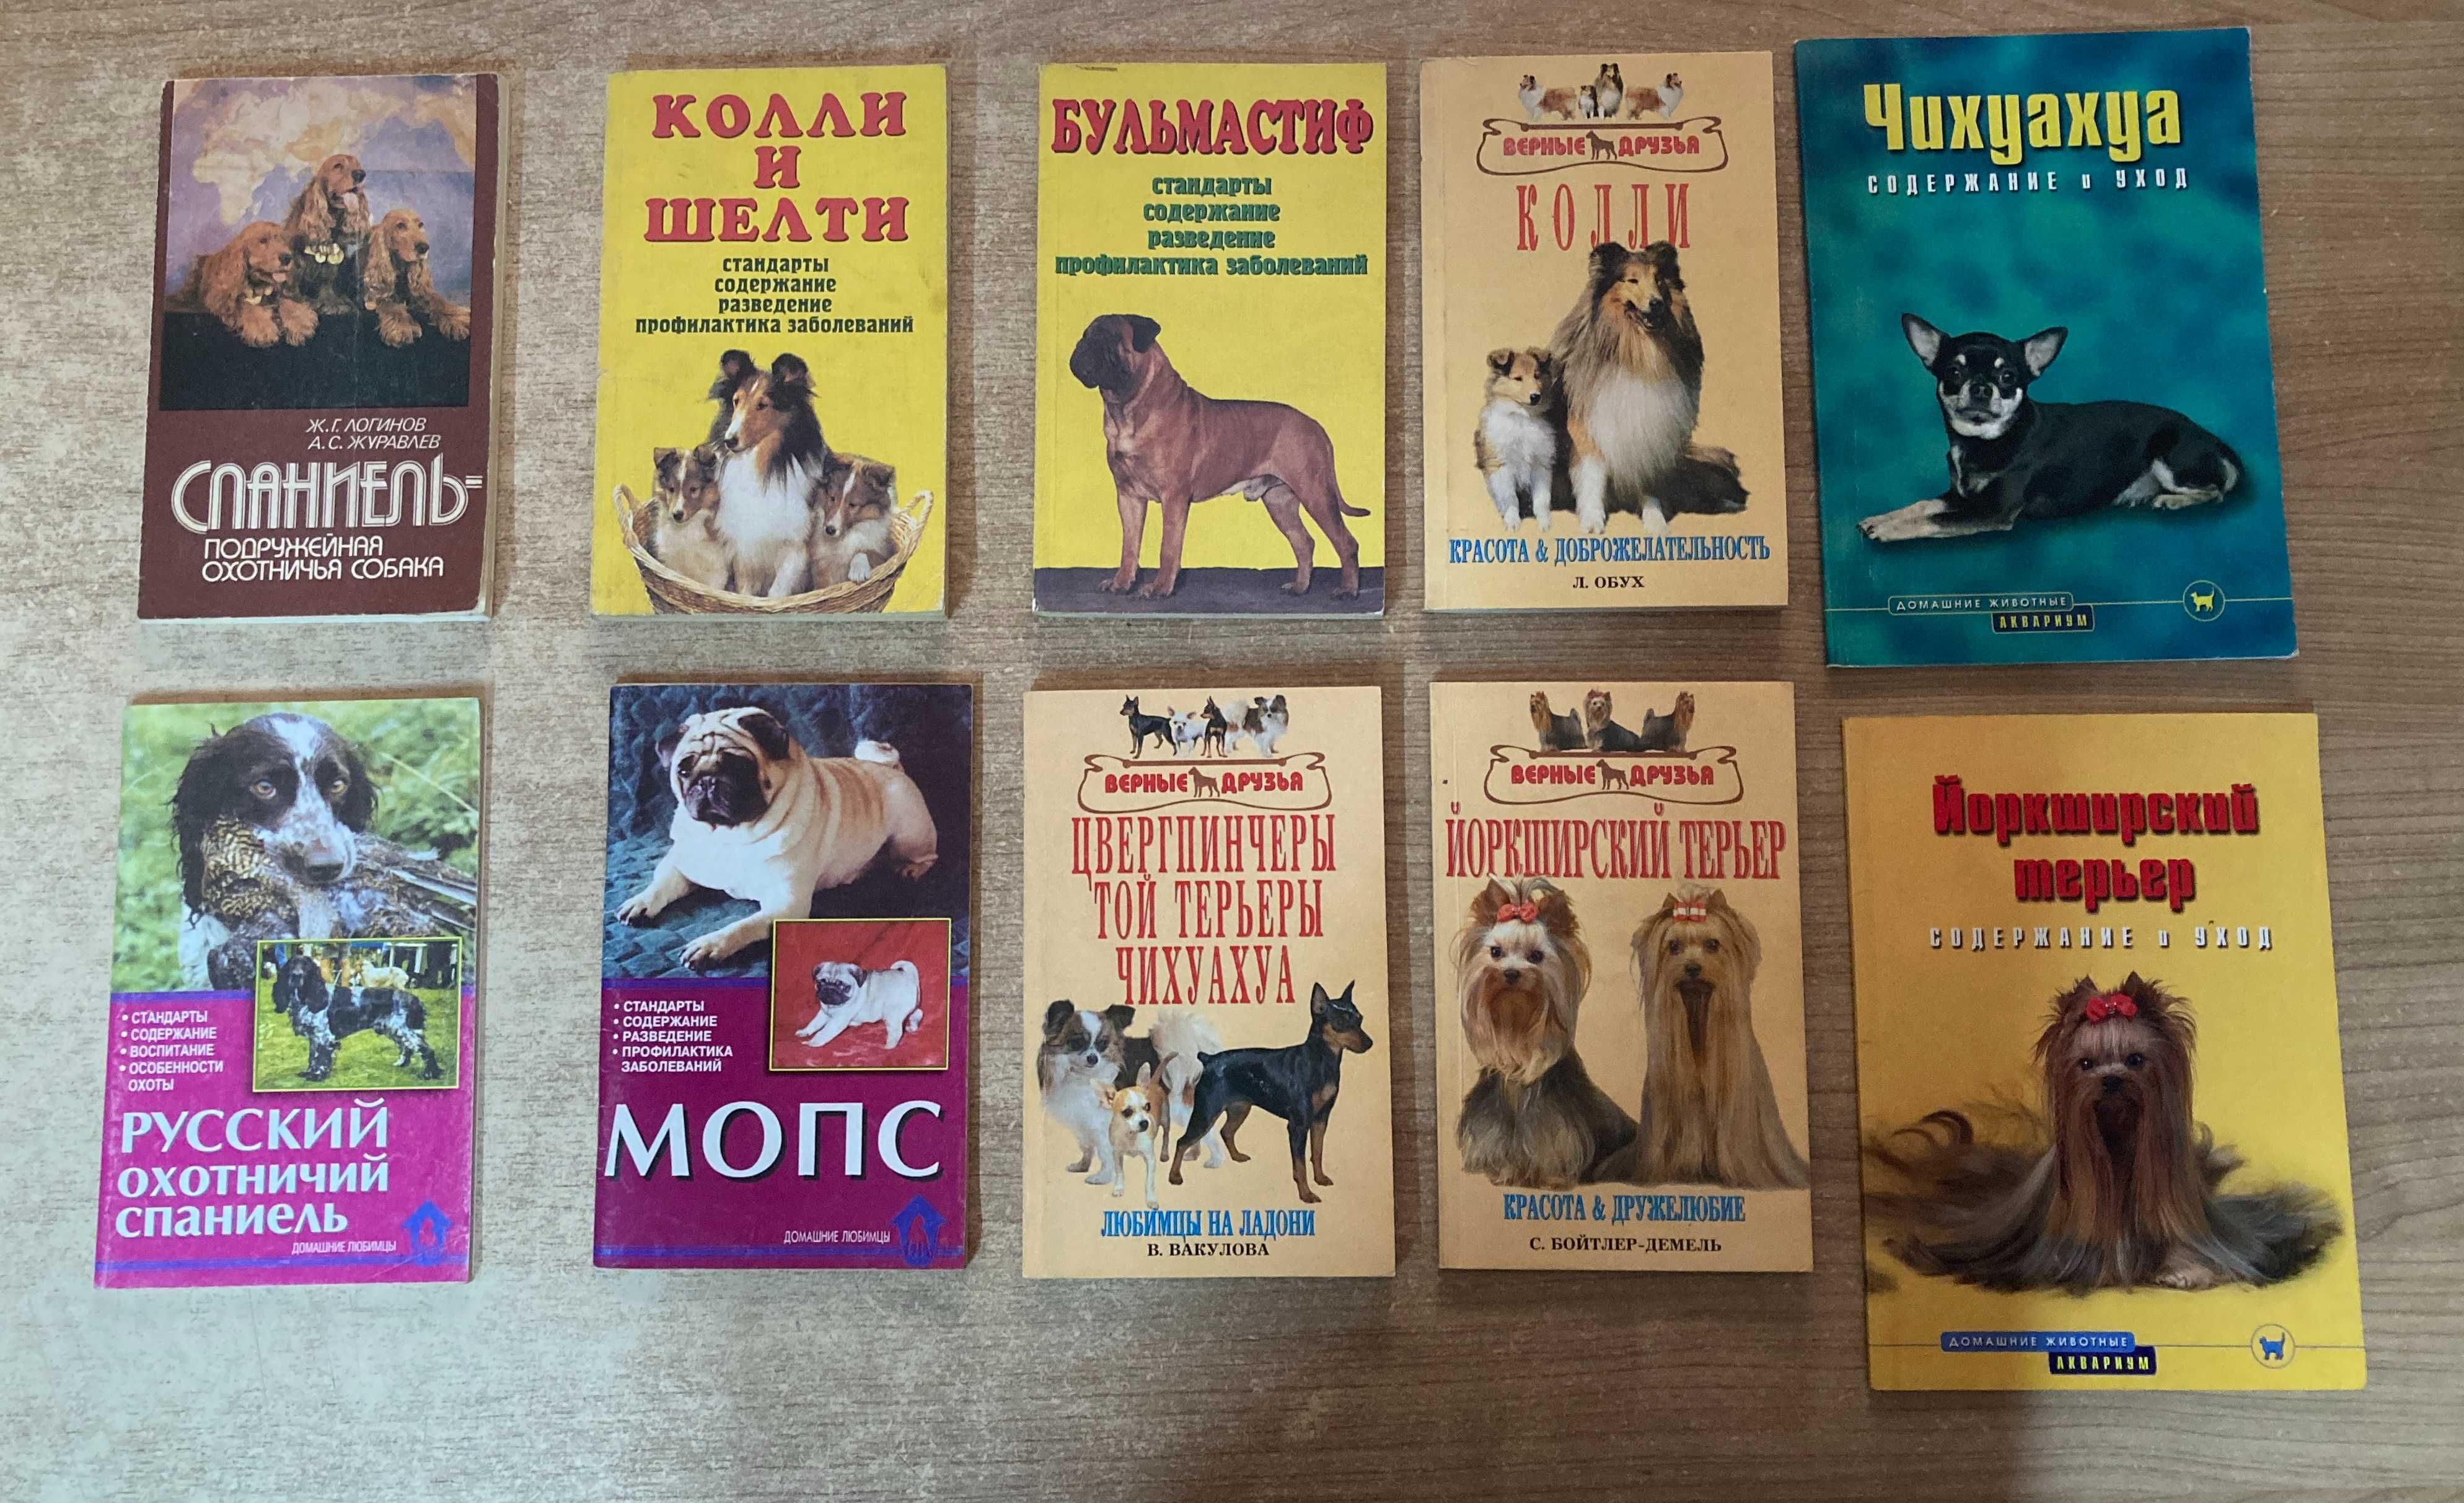 Ж. Г. ЛОГИНОВ
А. С. ЖУРАВЛЕВ
СПАНИЕЛЬ-
ПОДРУЖЕЙНАЯ
ОХОТНИЧЬЯ СОБАКА
КОЛЛИ
И
ШЕЛТИ
стандарты
содержание
разведение
профилактика заболеваний
БУЛЬМАСТИФ
стандарты
содержание
разведение
профилактика заболеваний
ВЕРНЫЕ ДРУЗЬЯ
КОЛЛИ
КРАСОТА & ДОБРОЖЕЛАТЕЛЬНОСТЬ
Л. ОБУХ
Чихуахуа
СОДЕРЖАНИЕ и УХОД
ДОМАШНИЕ ЖИВОТНЫЕ
АКВАРИУМ
• СТАНДАРТЫ
• СОДЕРЖАНИЕ
• ВОСПИТАНИЕ
• ОСОБЕННОСТИ
ОХОТЫ
РУССКИЙ
ОХОТНИЧИЙ
спаниель
ДОМАШНИЕ ЛЮБИМЦЫ
• СТАНДАРТЫ
• СОДЕРЖАНИЕ
• РАЗВЕДЕНИЕ
• ПРОФИЛАКТИКА
ЗАБОЛЕВАНИЙ
МОПС
ДОМАШНИЕ ЛЮБИМЦЫ
ВЕРНЫЕ ДРУЗЬЯ
ЦВЕРГПИНЧЕРЫ
ТОЙ ТЕРЬЕРЫ
ЧИХУАХУА
ЛЮБИМЦЫ НА ЛАДОНИ
В. ВАКУЛОВА
ВЕРНЫЕ ДРУЗЬЯ
ЙОРКШИРСКИЙ ТЕРЬЕР
КРАСОТА & ДРУЖЕЛЮБИЕ
С. БОЙТЛЕР-ДЕМЕЛЬ
Йоркширский
терьер
СОДЕРЖАНИЕ и УХОД
ДОМАШНИЕ ЖИВОТНЫЕ
АКВАРИУМ